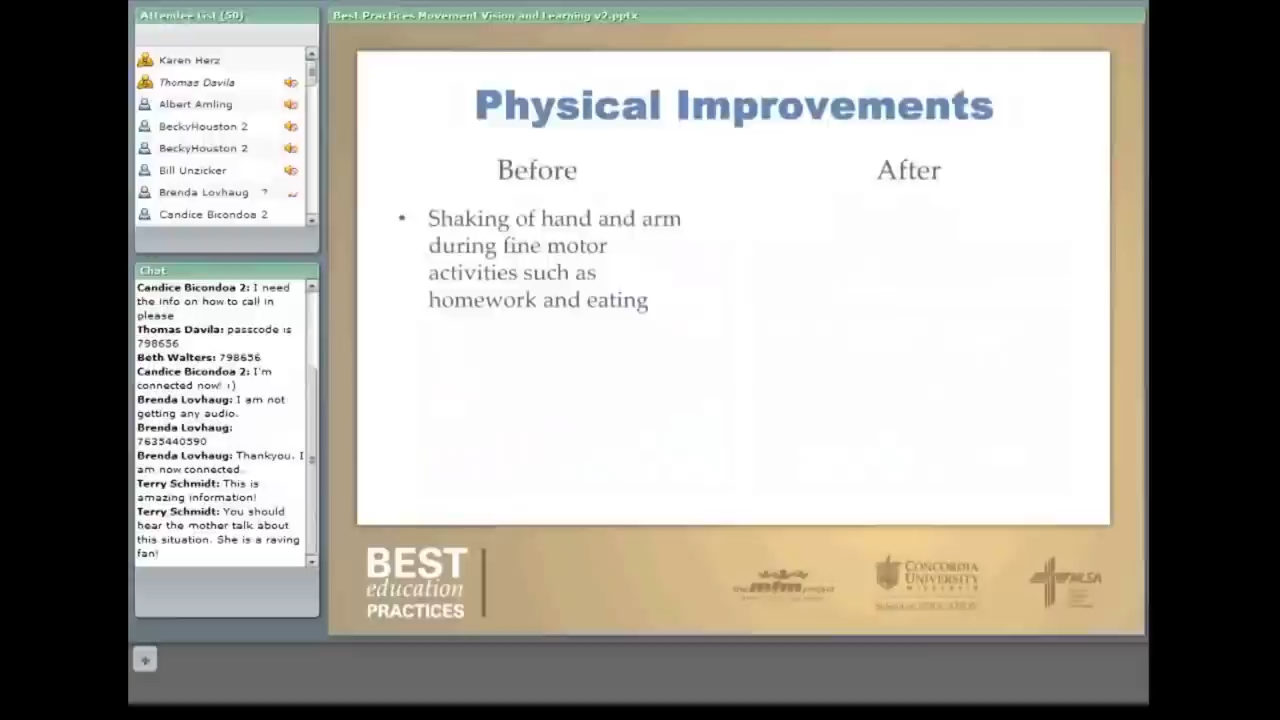 Attendee List (50)
Karen Herz
Thomas Davila
Albert Amling
BeckyHouston 2
BeckyHouston 2
Bill Unzicker
Brenda Lovhaug ?
Candice Bicondoa 2
Chat
Candice Bicondoa 2: I need
the info on how to call in
please
Thomas Davila: passcode is
798656
Beth Walters: 798656
Candice Bicondoa 2: I'm
connected now! :)
Brenda Lovhaug: I am not
getting any audio.
Brenda Lovhaug:
7635440590
Brenda Lovhaug: Thankyou. I
am now connected.
Terry Schmidt: This is
amazing information!
Terry Schmidt: You should
hear the mother talk about
this situation. She is a raving
fan!
Best Practices Movement Vision and Learning v2.pptx
Physical Improvements
Before
After
• Shaking of hand and arm
during fine motor
activities such as
homework and eating
BEST
education
PRACTICES
the mfm project
CONCORDIA
UNIVERSITY
WISCONSIN